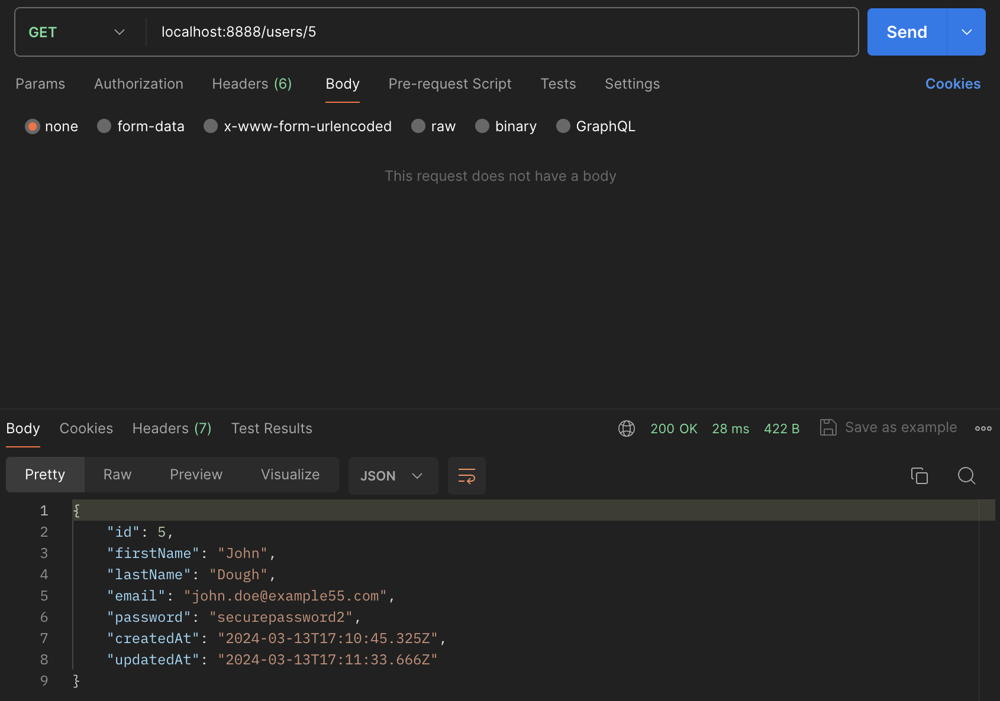 GET localhost:8888/users/5 Send
Params Authorization Headers (6) Body Pre-request Script Tests Settings Cookies
none form-data x-www-form-urlencoded raw binary GraphQL
This request does not have a body
Body Cookies Headers (7) Test Results 200 OK 28 ms 422 B Save as example
Pretty Raw Preview Visualize JSON
1 {
2 "id": 5,
3 "firstName": "John",
4 "lastName": "Dough",
5 "email": "john.doe@example55.com",
6 "password": "securepassword2",
7 "createdAt": "2024-03-13T17:10:45.325Z",
8 "updatedAt": "2024-03-13T17:11:33.666Z"
9 }